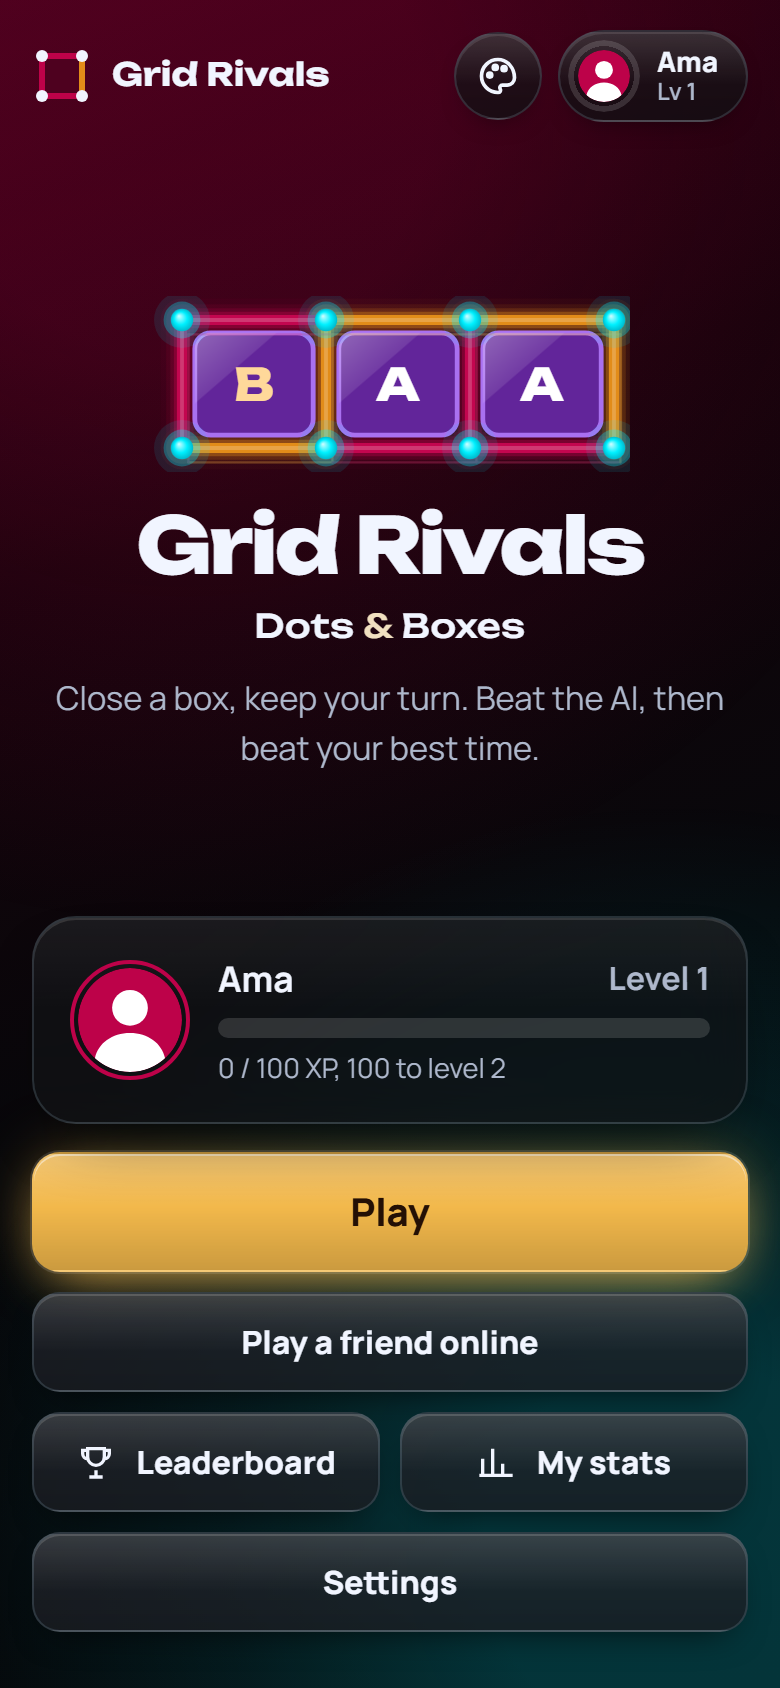 Grid Rivals
Ama
Lv 1
B A A
Grid Rivals
Dots & Boxes
Close a box, keep your turn. Beat the AI, then
beat your best time.
Ama
Level 1
0 / 100 XP, 100 to level 2
Play
Play a friend online
Leaderboard
My stats
Settings